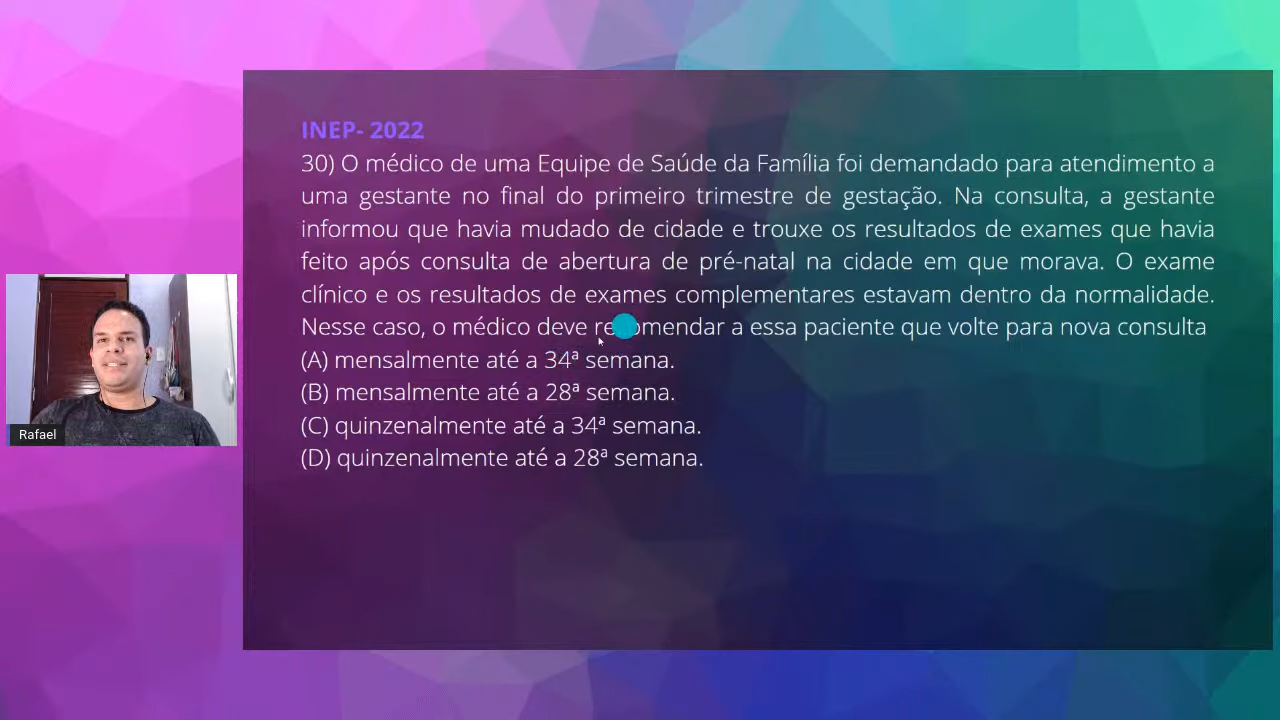 INEP- 2022
30) O médico de uma Equipe de Saúde da Família foi demandado para atendimento a
uma gestante no final do primeiro trimestre de gestação. Na consulta, a gestante
informou que havia mudado de cidade e trouxe os resultados de exames que havia
feito após consulta de abertura de pré-natal na cidade em que morava. O exame
clínico e os resultados de exames complementares estavam dentro da normalidade.
Nesse caso, o médico deve recomendar a essa paciente que volte para nova consulta
(A) mensalmente até a 34ª semana.
(B) mensalmente até a 28ª semana.
(C) quinzenalmente até a 34ª semana.
(D) quinzenalmente até a 28ª semana.
Rafael